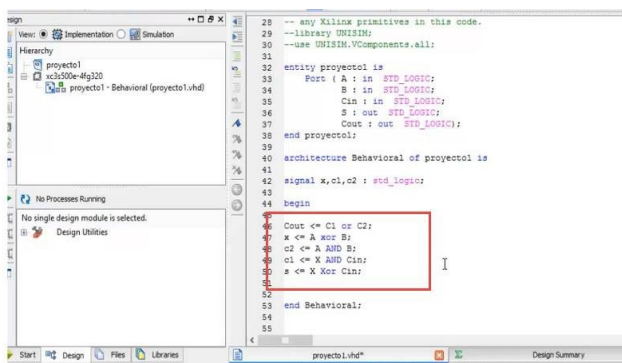 esign
View:
Implementation
Simulation
Hierarchy
proyecto1
xc3s500e-4fg320
proyecto1 - Behavioral (proyecto1.vhd)
No Processes Running
No single design module is selected.
Design Utilities
Start
Design
Files
Libraries
28 -- any Xilinx primitives in this code.
29 --library UNISIM;
30 --use UNISIM.VComponents.all;
31
32 entity proyecto1 is
33 Port ( A : in STD_LOGIC;
34 B : in STD_LOGIC;
35 Cin : in STD_LOGIC;
36 S : out STD_LOGIC;
37 Cout : out STD_LOGIC);
38 end proyecto1;
39
40 architecture Behavioral of proyecto1 is
41
42 signal x,c1,c2 : std_logic;
43
44 begin
45
46 Cout <= C1 or C2;
47 x <= A xor B;
48 c2 <= A AND B;
49 c1 <= X AND Cin;
50 s <= X Xor Cin;
51
52
53 end Behavioral;
54
55
proyecto1.vhd*
Design Summary